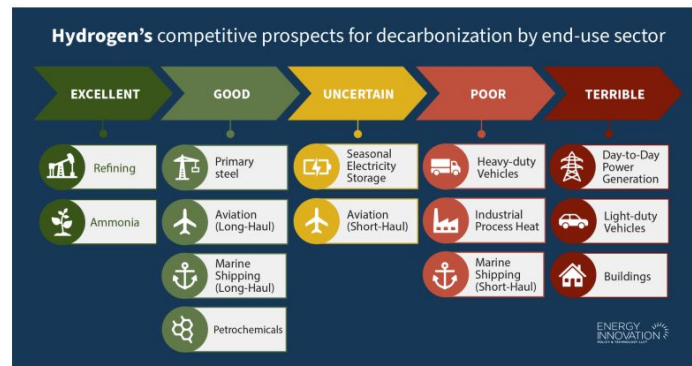 Hydrogen's competitive prospects for decarbonization by end-use sector
EXCELLENT
GOOD
UNCERTAIN
POOR
TERRIBLE
Refining
Ammonia
Primary
steel
Aviation
(Long-Haul)
Marine
Shipping
(Long-Haul)
Petrochemicals
Seasonal
Electricity
Storage
Aviation
(Short-Haul)
Heavy-duty
Vehicles
Industrial
Process Heat
Marine
Shipping
(Short-Haul)
Day-to-Day
Power
Generation
Light-duty
Vehicles
Buildings
ENERGY
INNOVATION
POLICY & TECHNOLOGY LLC